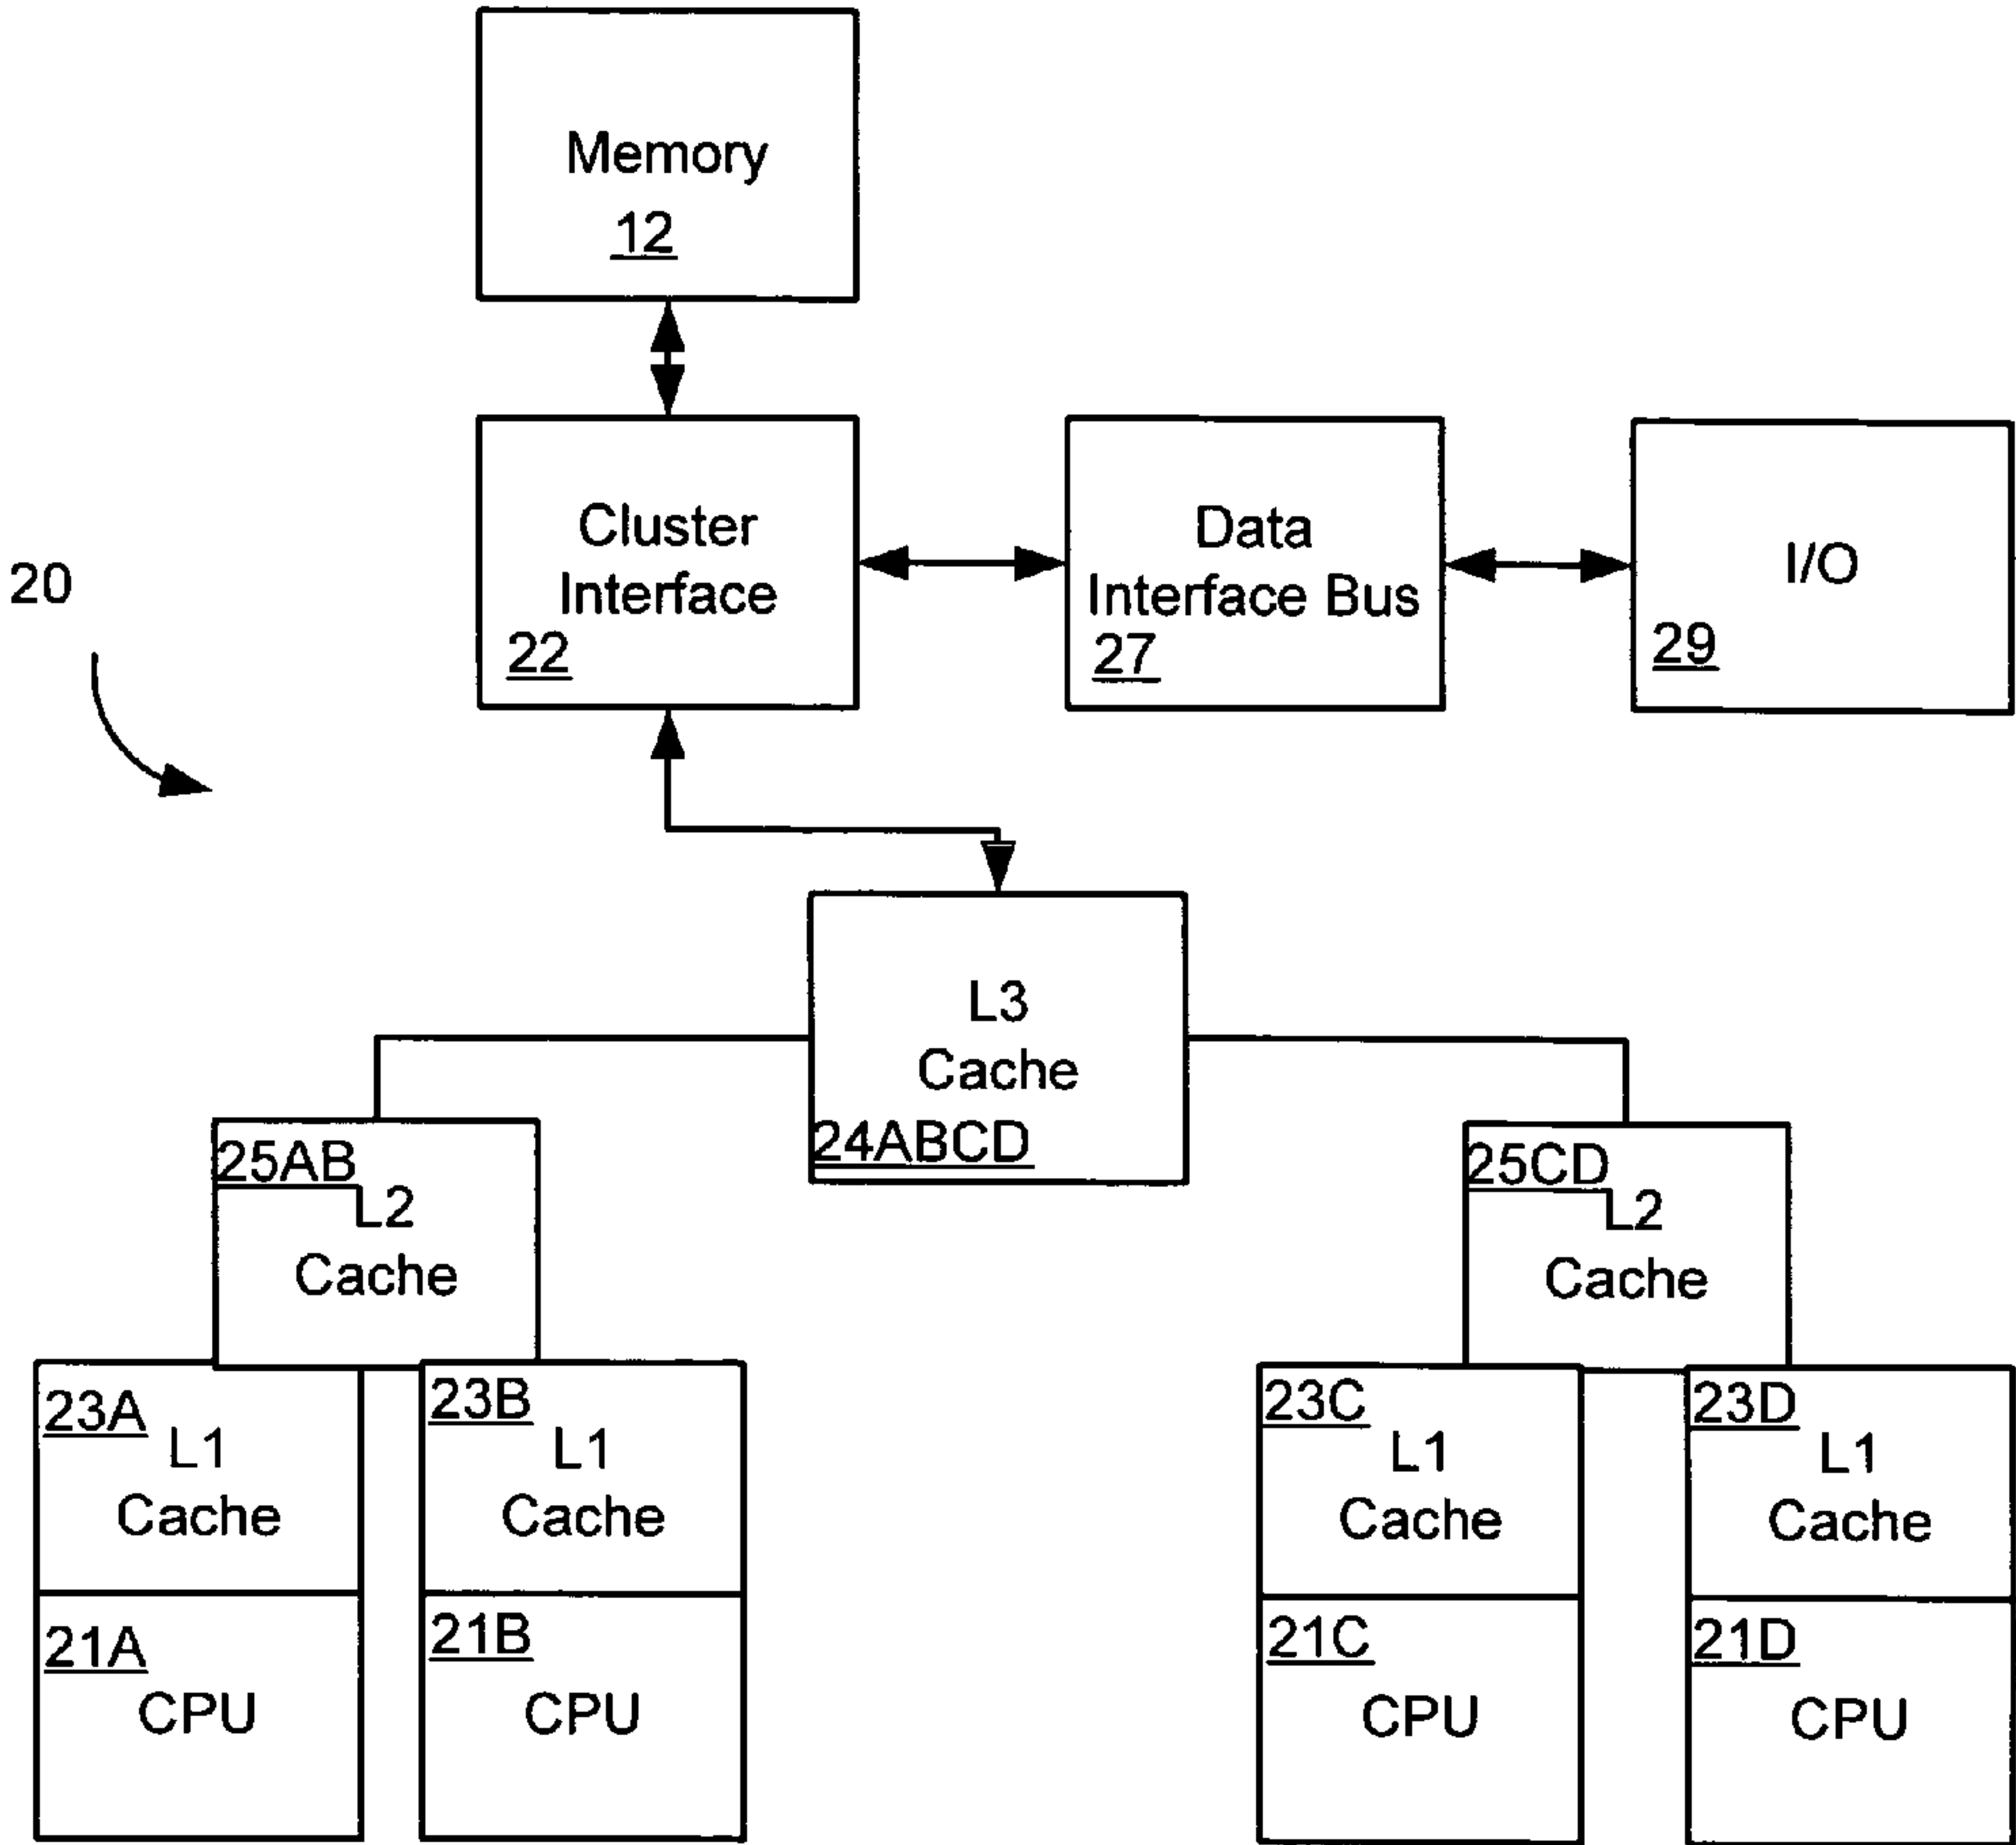 Memory
12
Cluster
Interface
22
Data
Interface Bus
27
I/O
29
20
L3
Cache
24ABCD
25AB
L2
Cache
25CD
L2
Cache
23A
L1
Cache
23B
L1
Cache
23C
L1
Cache
23D
L1
Cache
21A
CPU
21B
CPU
21C
CPU
21D
CPU